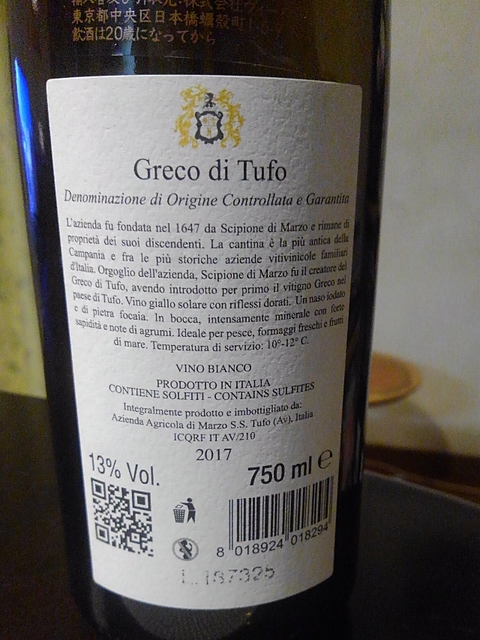 東京都中央区日本橋蠣殻町
飲酒は20歳になってから
Greco di Tufo
Denominazione di Origine Controllata e Garantita
L'azienda fu fondata nel 1647 da Scipione di Marzo e rimane di
proprietà dei suoi discendenti. La cantina è la più antica della
Campania e fra le più storiche aziende vitivinicole familiari
d'Italia. Orgoglio dell'azienda, Scipione di Marzo fu il creatore del
Greco di Tufo, avendo introdotto per primo il vitigno Greco nel
paese di Tufo. Vino giallo solare con riflessi dorati. Un naso iodato
e di pietra focaia. In bocca, intensamente minerale con forte
sapidità e note di agrumi. Ideale per pesce, formaggi freschi e frutti
di mare. Temperatura di servizio: 10°-12° C.
VINO BIANCO
PRODOTTO IN ITALIA
CONTIENE SOLFITI - CONTAINS SULFITES
Integralmente prodotto e imbottigliato da:
Azienda Agricola di Marzo S.S. Tufo (Av), Italia
ICQRF IT AV/210
2017
13% Vol.
750 ml ℮
8 018924 018294
L 187325